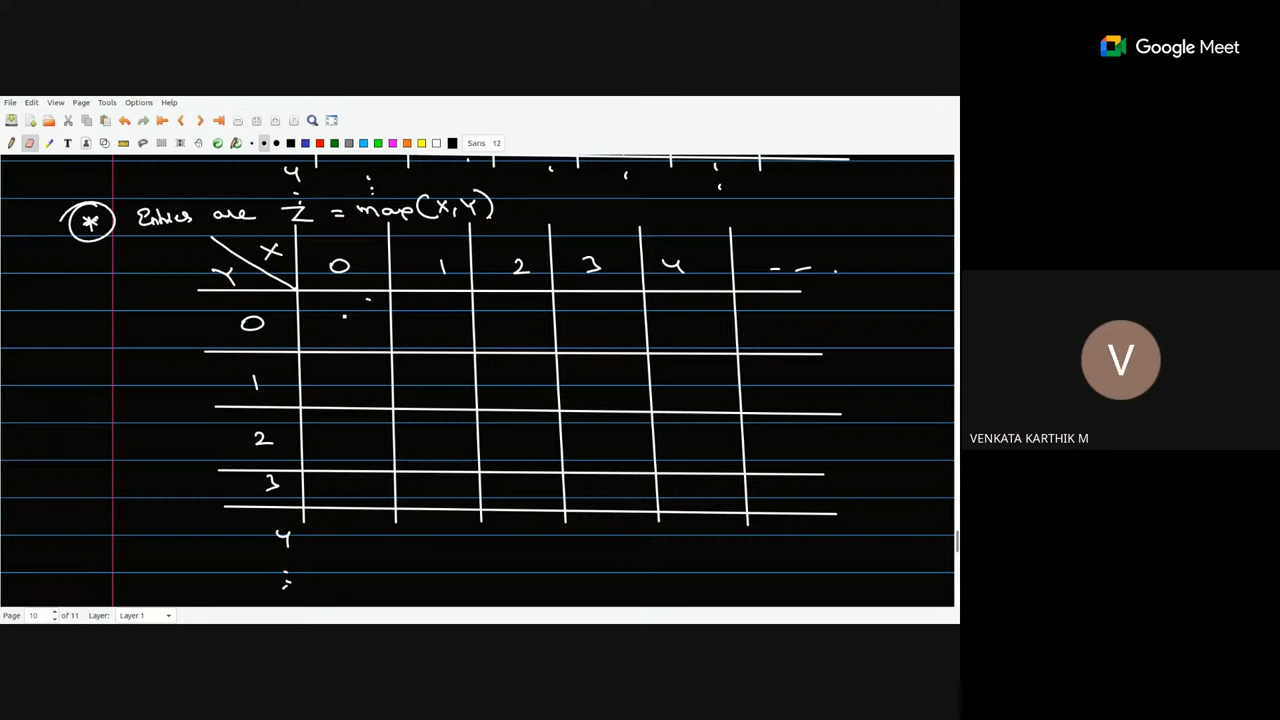 Google Meet
File Edit View Page Tools Options Help
Sans 12
4
* Entries are Z = map(X,Y)
X
Y
0 1 2 3 4 - - .
0
1
2
3
4
VENKATA KARTHIK M
V
Page 10 of 11 Layer: Layer 1